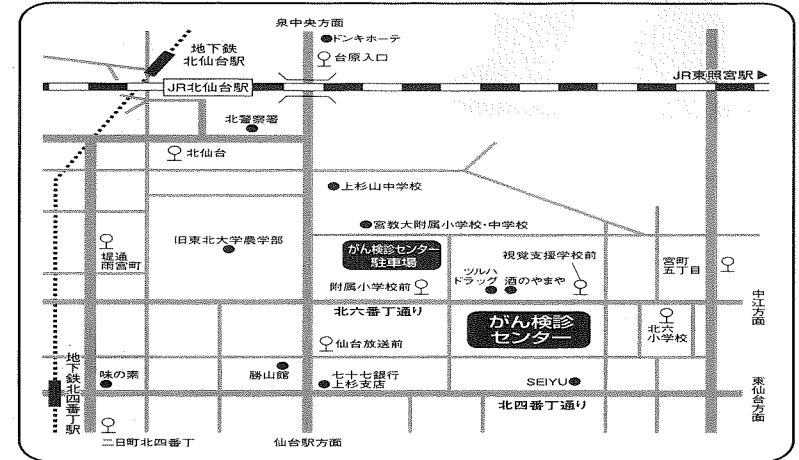 泉中央方面
ドンキホーテ
地下鉄
北仙台駅
台原入口
JR東照宮駅▶
JR北仙台駅
北警察署
北仙台
上杉山中学校
宮教大附属小学校・中学校
旧東北大学農学部
がん検診センター
駐車場
視覚支援学校前
堤通
雨宮町
ツルハ
ドラッグ
酒のやまや
宮町
五丁目
附属小学校前
中江方面
北六番丁通り
がん検診
センター
北六
小学校
仙台放送前
地下鉄北四番丁駅
味の素
勝山館
七十七銀行
上杉支店
SEIYU
東仙台方面
北四番丁通り
二日町北四番丁
仙台駅方面